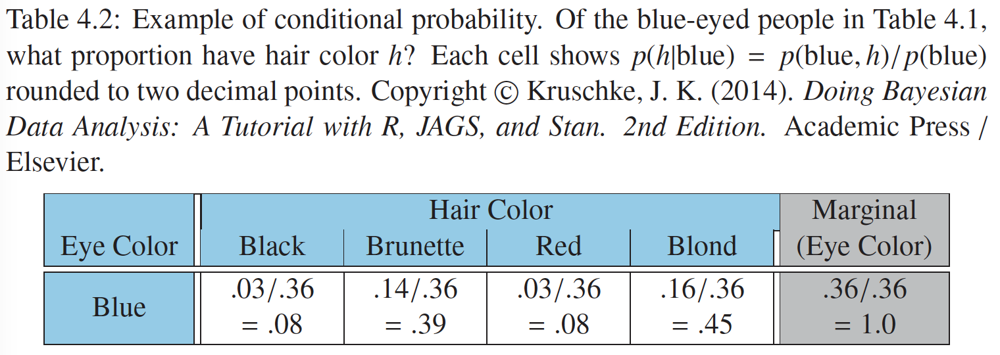 Table 4.2: Example of conditional probability. Of the blue-eyed people in Table 4.1,
what proportion have hair color h? Each cell shows p(h|blue) = p(blue, h)/p(blue)
rounded to two decimal points. Copyright © Kruschke, J. K. (2014). Doing Bayesian
Data Analysis: A Tutorial with R, JAGS, and Stan. 2nd Edition. Academic Press /
Elsevier.
Hair Color Marginal
Eye Color Black Brunette Red Blond (Eye Color)
Blue
.03/.36 .14/.36 .03/.36 .16/.36 .36/.36
= .08 = .39 = .08 = .45 = 1.0